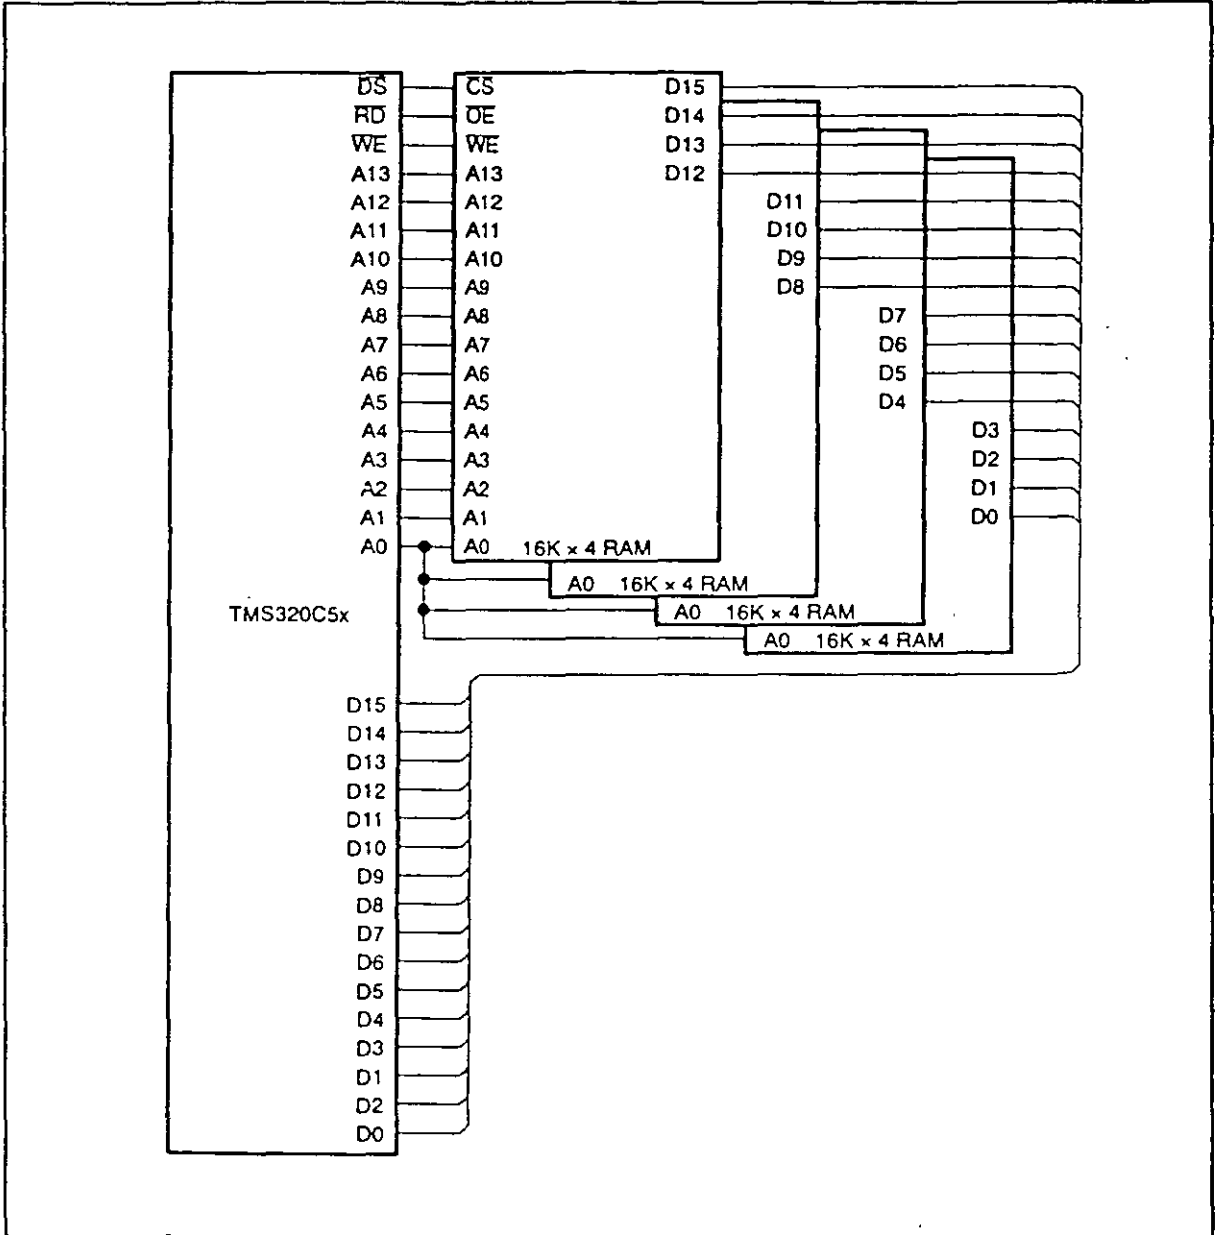 DS CS D15
RD OE D14
WE WE D13
A13 A13 D12
A12 A12 D11
A11 A11 D10
A10 A10 D9
A9 A9 D8
A8 A8 D7
A7 A7 D6
A6 A6 D5
A5 A5 D4
A4 A4 D3
A3 A3 D2
A2 A2 D1
A1 A1 D0
A0 A0 16K × 4 RAM
A0 16K × 4 RAM
A0 16K × 4 RAM
A0 16K × 4 RAM
TMS320C5x
D15
D14
D13
D12
D11
D10
D9
D8
D7
D6
D5
D4
D3
D1
D2
D0